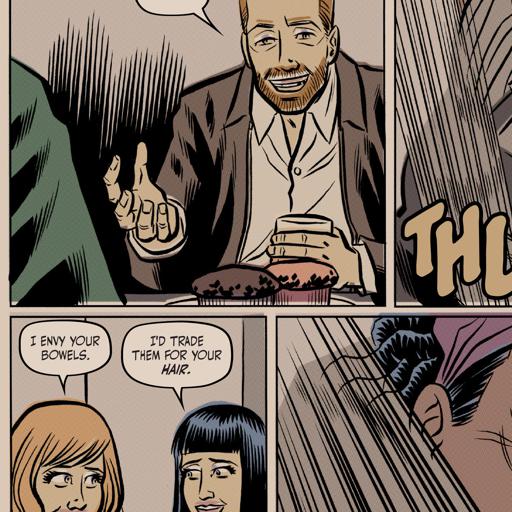 THU
I ENVY YOUR
BOWELS.
I'D TRADE
THEM FOR YOUR
HAIR.